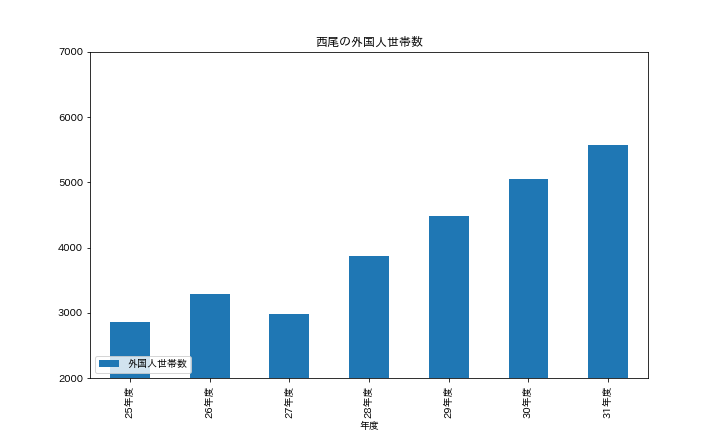 西尾の外国人世帯数
7000
6000
5000
4000
3000
2000
外国人世帯数
25年度
26年度
27年度
28年度
29年度
30年度
31年度
年度